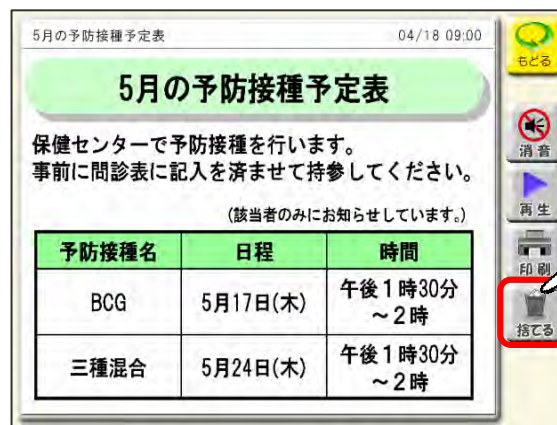 5月の予防接種予定表 04/18 09:00
5月の予防接種予定表
保健センターで予防接種を行います。
事前に問診表に記入を済ませて持参してください。
(該当者のみにお知らせしています。)
予防接種名 日程 時間
BCG 5月17日(木) 午後1時30分
～2時
三種混合 5月24日(木) 午後1時30分
～2時
もどる
消音
再生
印刷
捨てる